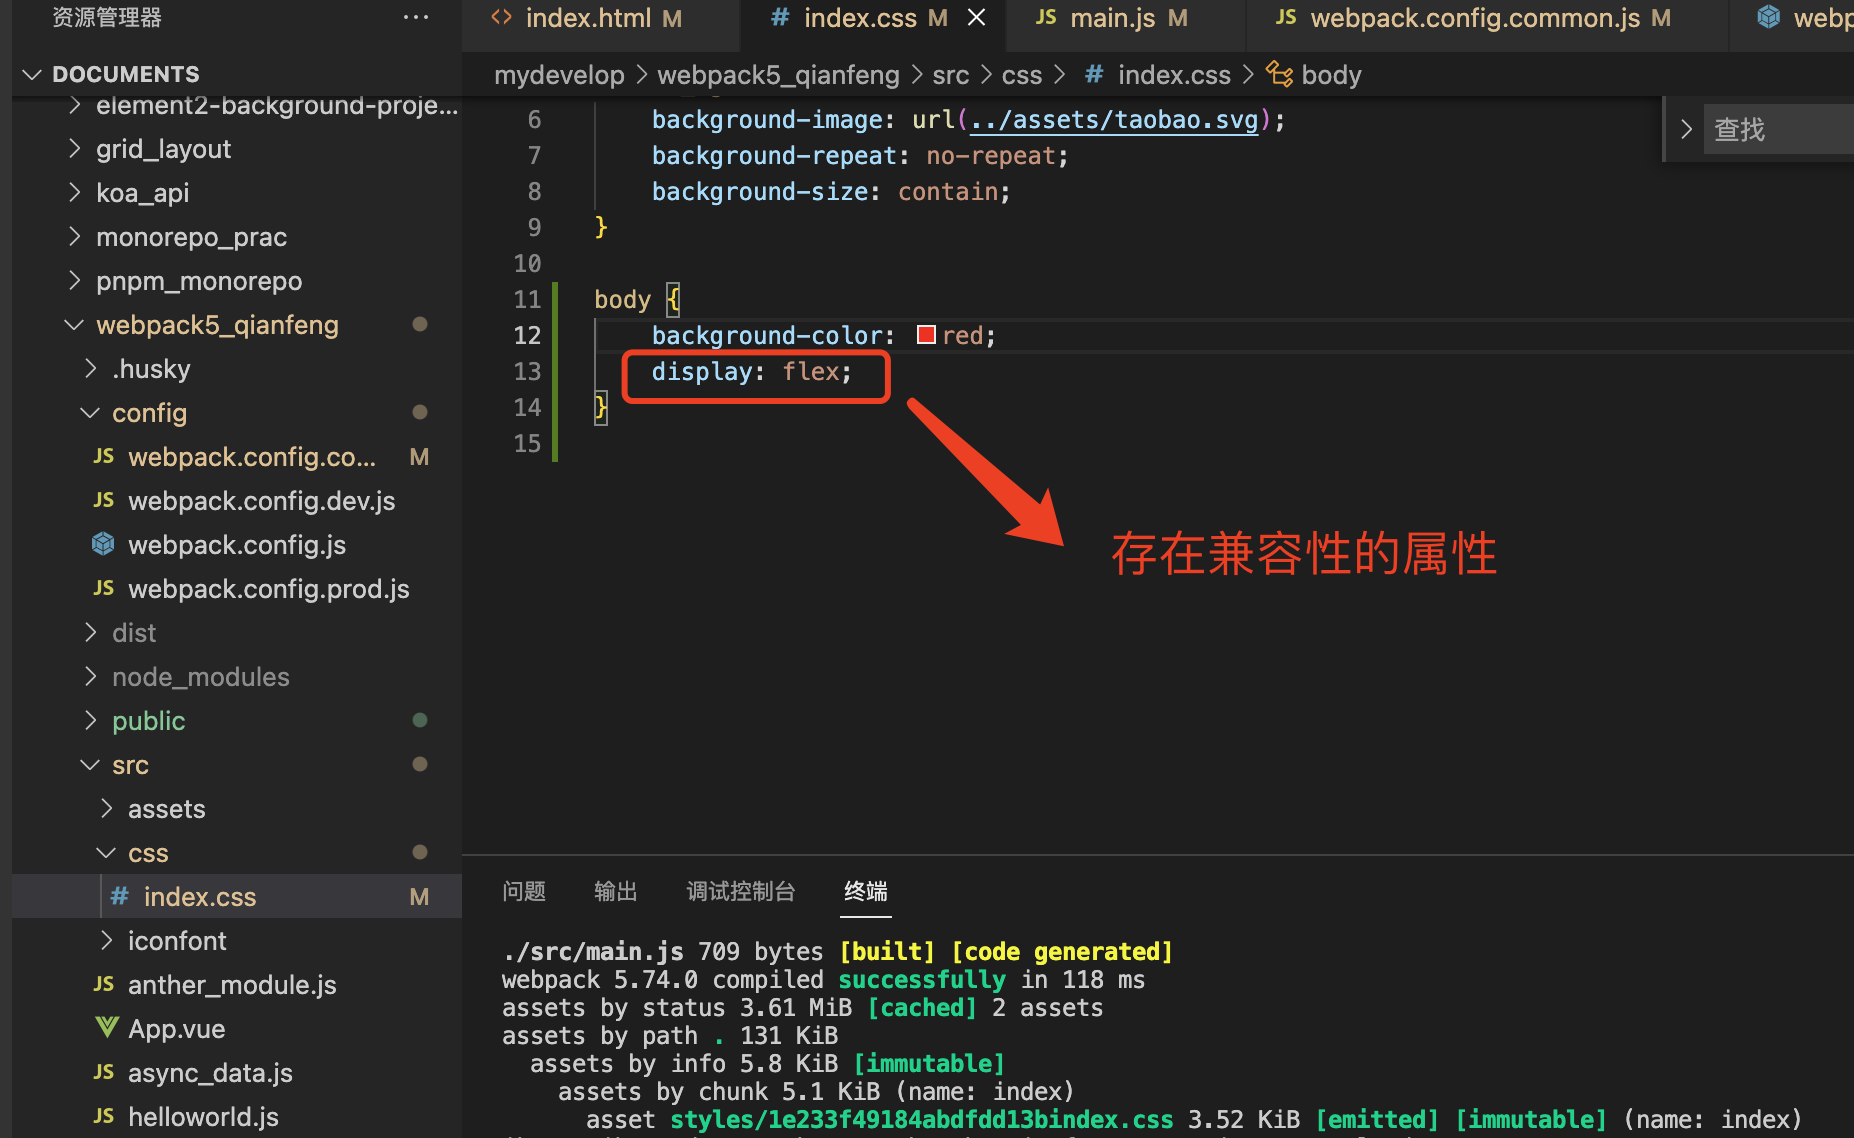 资源管理器 ···
DOCUMENTS
element2-background-proje...
grid_layout
koa_api
monorepo_prac
pnpm_monorepo
webpack5_qianfeng
.husky
config
JS webpack.config.co... M
JS webpack.config.dev.js
webpack.config.js
JS webpack.config.prod.js
dist
node_modules
public
src
assets
css
# index.css M
iconfont
JS anther_module.js
App.vue
JS async_data.js
JS helloworld.js
<> index.html M # index.css M JS main.js M JS webpack.config.common.js M webp
mydevelop > webpack5_qianfeng > src > css > # index.css > body
查找
6 background-image: url(../assets/taobao.svg);
7 background-repeat: no-repeat;
8 background-size: contain;
9 }
10
11 body {
12 background-color: red;
13 display: flex;
14 }
15
存在兼容性的属性
问题 输出 调试控制台 终端
./src/main.js 709 bytes [built] [code generated]
webpack 5.74.0 compiled successfully in 118 ms
assets by status 3.61 MiB [cached] 2 assets
assets by path . 131 KiB
assets by info 5.8 KiB [immutable]
assets by chunk 5.1 KiB (name: index)
asset styles/1e233f49184abdfdd13bindex.css 3.52 KiB [emitted] [immutable] (name: index)